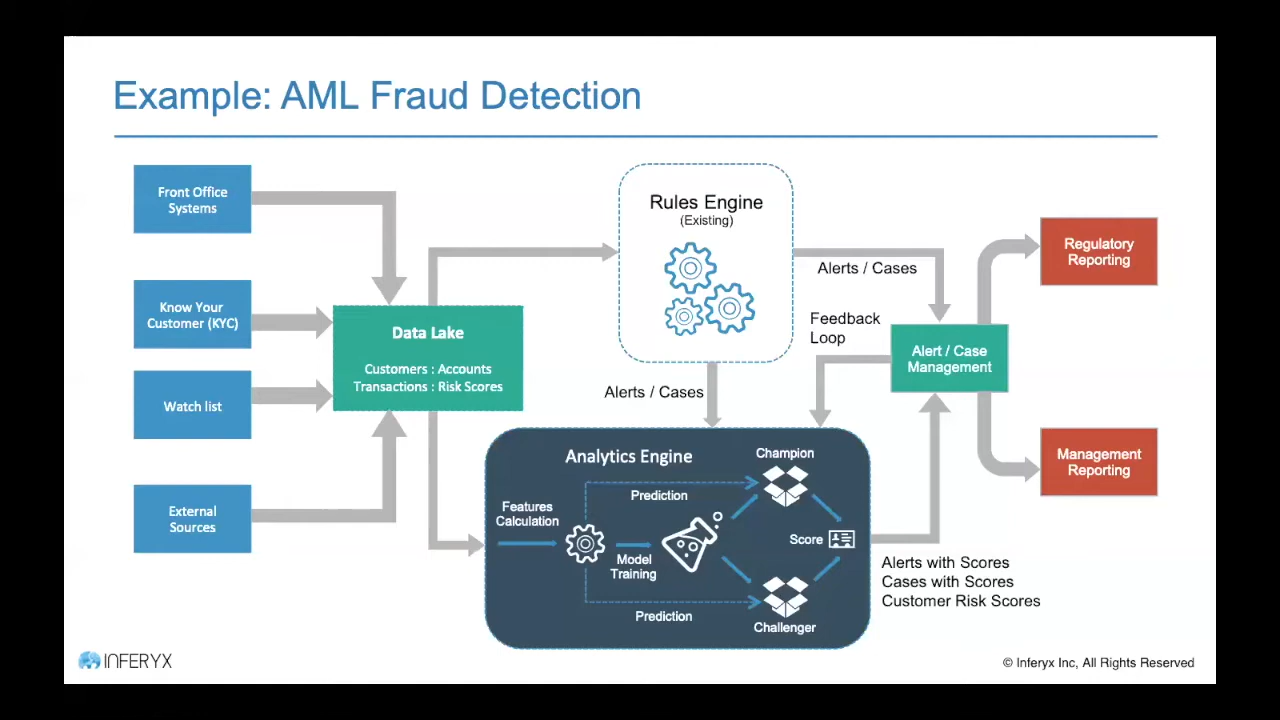 Example: AML Fraud Detection
Front Office
Systems
Know Your
Customer (KYC)
Watch list
External
Sources
Data Lake
Customers : Accounts
Transactions : Risk Scores
Rules Engine
(Existing)
Alerts / Cases
Alerts / Cases
Feedback
Loop
Alert / Case
Management
Regulatory
Reporting
Management
Reporting
Analytics Engine
Features
Calculation
Prediction
Model
Training
Prediction
Champion
Score
Challenger
Alerts with Scores
Cases with Scores
Customer Risk Scores
INFERYX
© Inferyx Inc, All Rights Reserved